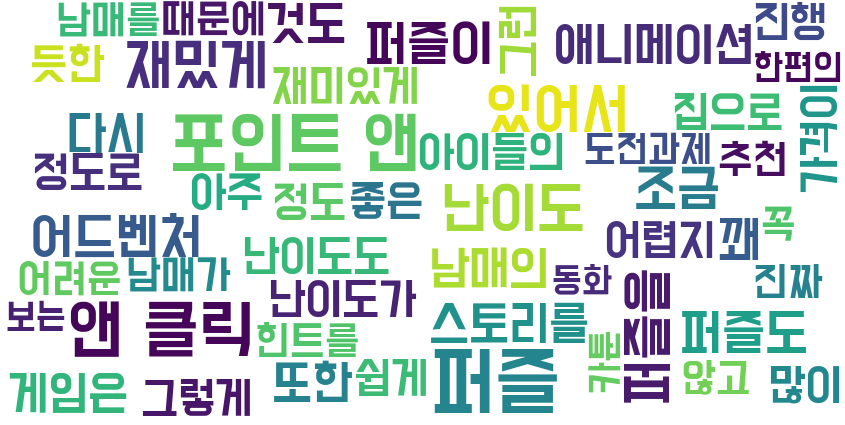 남매를 때문에 것도 퍼즐이 그런 애니메이션 진행
듯한 재밌게 재미있게 있어서 집으로 한편의 가격이
다시 포인트 앤 아이들의 도전과제 추천
정도로 아주 정도 좋은 난이도 조금 꼭
어드벤처 난이도도 남매의 어렵지 꽤
어려운 남매가 난이도가 동화 퍼즐을 진짜
보는 앤 클릭 힌트를 스토리를 퍼즐도
게임은 그렇게 또한 쉽게 퍼즐 카툰 않고 많이